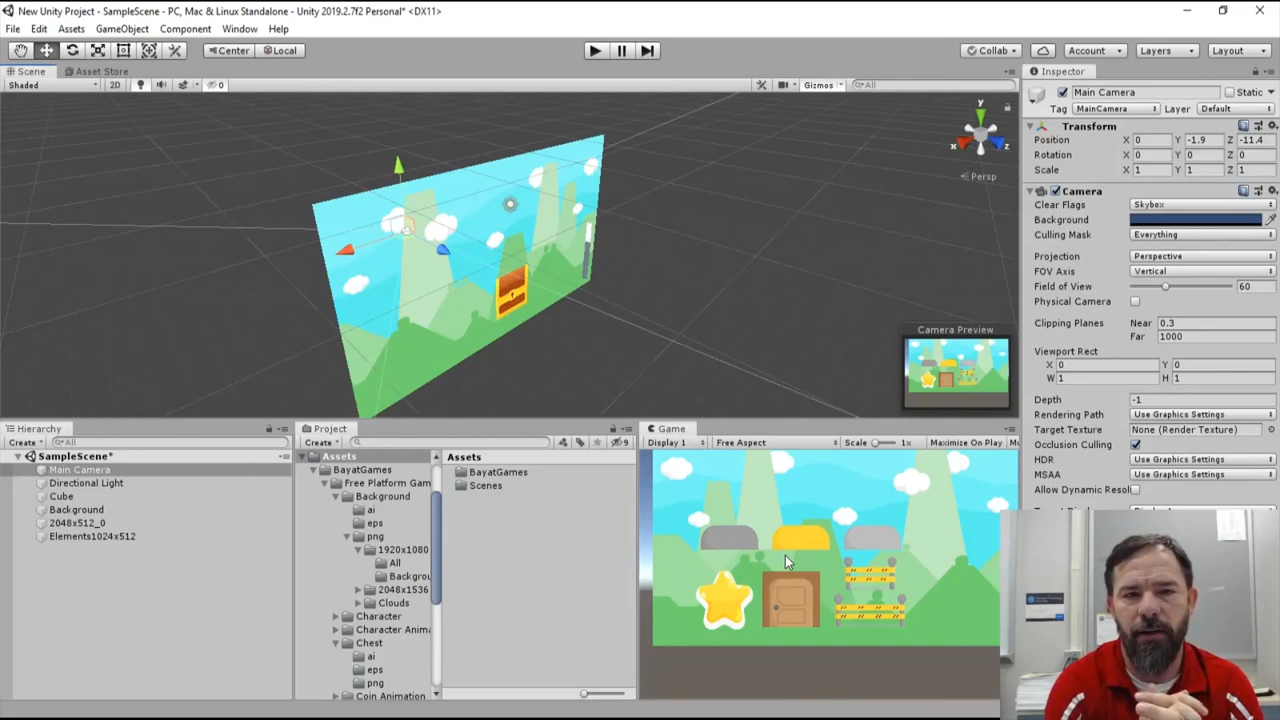 New Unity Project - SampleScene - PC, Mac & Linux Standalone - Unity 2019.2.7f2 Personal* <DX11>
File Edit Assets GameObject Component Window Help
Center Local Collab Account Layers Layout
Scene Asset Store Inspector
Shaded 2D 0 Gizmos All
Main Camera Static
Tag MainCamera Layer Default
Transform
Position X 0 Y -1.9 Z -11.4
Rotation X 0 Y 0 Z 0
Scale X 1 Y 1 Z 1
Camera
Clear Flags Skybox
Background
Culling Mask Everything
Projection Perspective
FOV Axis Vertical
Field of View 60
Physical Camera
Clipping Planes Near 0.3
Far 1000
Viewport Rect
X 0 Y 0
W 1 H 1
Depth -1
Rendering Path Use Graphics Settings
Target Texture None (Render Texture)
Occlusion Culling
HDR Use Graphics Settings
MSAA Use Graphics Settings
Allow Dynamic Resol
y
x z
Persp
Camera Preview
Hierarchy
Create All
SampleScene*
Main Camera
Directional Light
Cube
Background
2048x512_0
Elements1024x512
Project
Create 9
Assets
BayatGames
Free Platform Gam
Background
ai
eps
png
1920x1080
All
Backgrou
2048x1536
Clouds
Character
Character Anima
Chest
ai
eps
png
Coin Animation
Assets
BayatGames
Scenes
Game
Display 1 Free Aspect Scale 1x Maximize On Play Mu